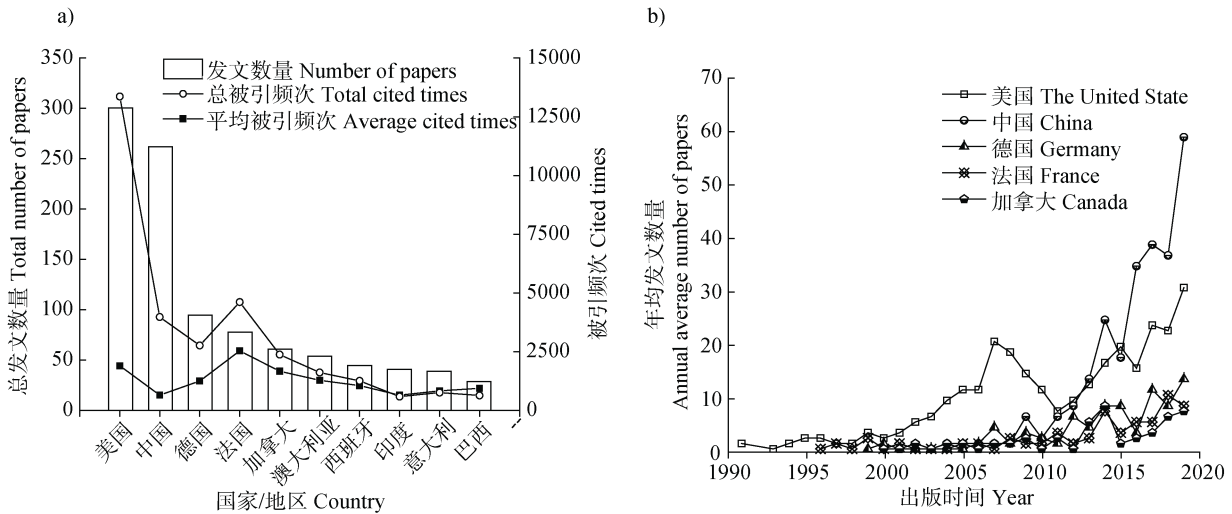 a)
350
300
250
200
150
100
50
0
总发文数量 Total number of papers
发文数量 Number of papers
总被引频次 Total cited times
平均被引频次 Average cited times
15000
12500
10000
7500
5000
2500
0
被引频次 Cited times
美国
中国
德国
法国
加拿大
澳大利亚
西班牙
印度
意大利
巴西
--
国家/地区 Country
b)
70
60
50
40
30
20
10
0
年均发文数量
Annual average number of papers
美国 The United State
中国 China
德国 Germany
法国 France
加拿大 Canada
1990 1995 2000 2005 2010 2015 2020
出版时间 Year